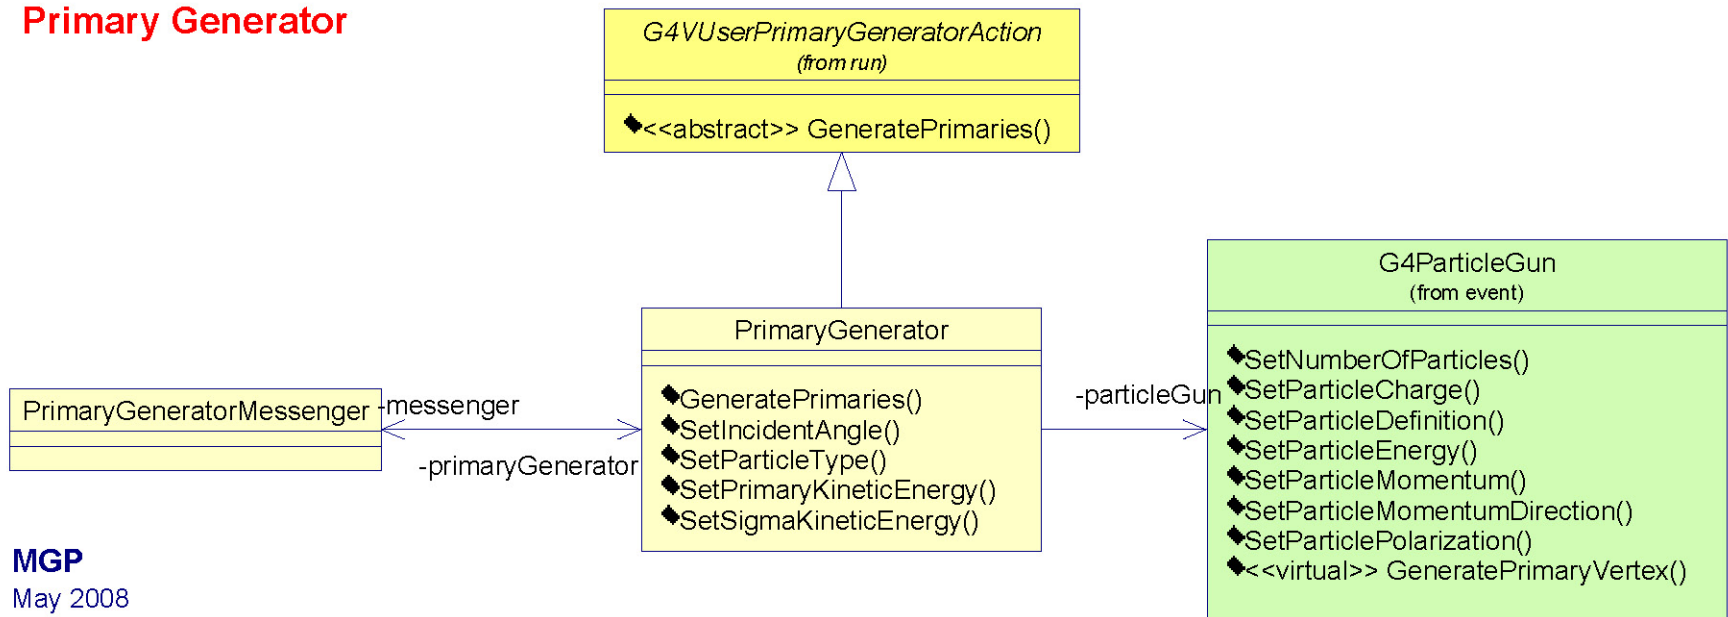 Primary Generator
G4VUserPrimaryGeneratorAction
(from run)
<<abstract>> GeneratePrimaries()
G4ParticleGun
(from event)
SetNumberOfParticles()
SetParticleCharge()
SetParticleDefinition()
SetParticleEnergy()
SetParticleMomentum()
SetParticleMomentumDirection()
SetParticlePolarization()
<<virtual>> GeneratePrimaryVertex()
PrimaryGenerator
GeneratePrimaries()
SetIncidentAngle()
SetParticleType()
SetPrimaryKineticEnergy()
SetSigmaKineticEnergy()
-particleGun
PrimaryGeneratorMessenger
-messenger
-primaryGenerator
MGP
May 2008